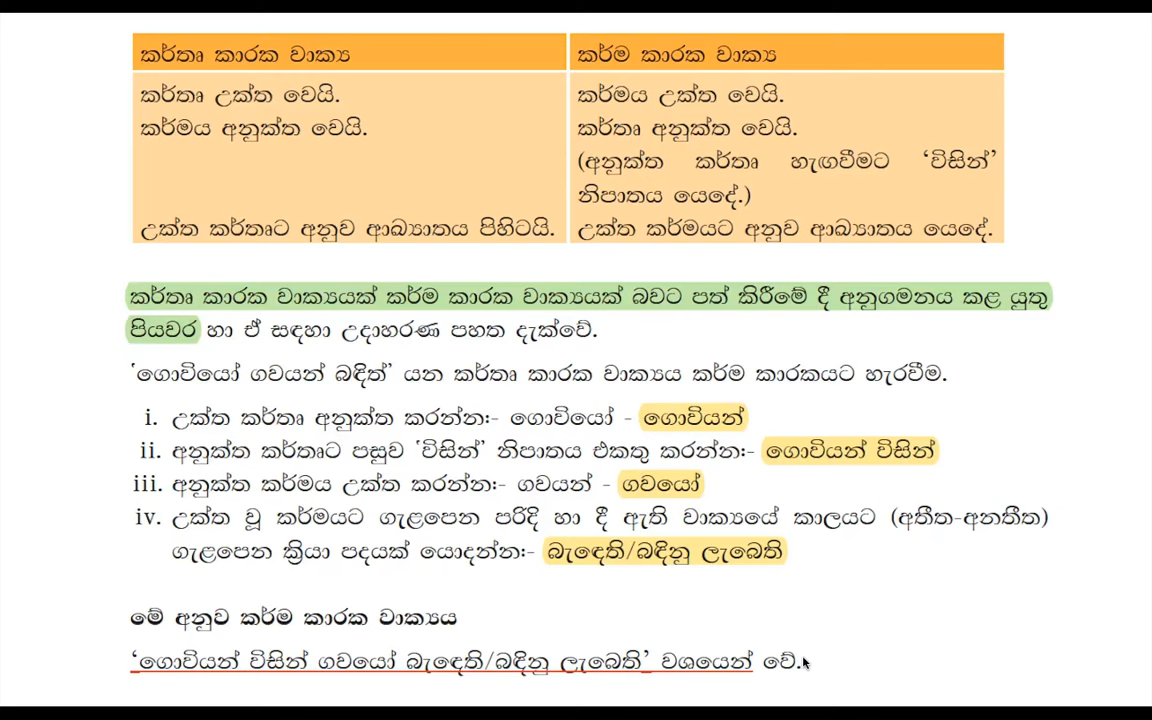 කර්තෘ කාරක වාක්‍යය
කර්ම කාරක වාක්‍යය
කර්තෘ උක්ත වෙයි.
කර්මය අනුක්ත වෙයි.
උක්ත කර්තෘට අනුව ආඛ්‍යාතය පිහිටයි.
කර්මය උක්ත වෙයි.
කර්තෘ අනුක්ත වෙයි.
(අනුක්ත කර්තෘ හැඟවීමට ‘විසින්’
නිපාතය යෙදේ.)
උක්ත කර්මයට අනුව ආඛ්‍යාතය යෙදේ.
කර්තෘ කාරක වාක්‍යයක් කර්ම කාරක වාක්‍යයක් බවට පත් කිරීමේ දී අනුගමනය කළ යුතු
පියවර හා ඒ සඳහා උදාහරණ පහත දැක්වේ.
‘ගොවියෝ ගවයන් බඳිත්’ යන කර්තෘ කාරක වාක්‍යය කර්ම කාරකයට හැරවීම.
i. උක්ත කර්තෘ අනුක්ත කරන්න:- ගොවියෝ - ගොවියන්
ii. අනුක්ත කර්තෘට පසුව ‘විසින්’ නිපාතය එකතු කරන්න:- ගොවියන් විසින්
iii. අනුක්ත කර්මය උක්ත කරන්න:- ගවයන් - ගවයෝ
iv. උක්ත වූ කර්මයට ගැළපෙන පරිදි හා දී ඇති වාක්‍යයේ කාලයට (අතීත-අනතීත)
ගැළපෙන ක්‍රියා පදයක් යොදන්න:- බැඳෙති/බඳිනු ලැබෙති
මේ අනුව කර්ම කාරක වාක්‍යය
‘ගොවියන් විසින් ගවයෝ බැඳෙති/බඳිනු ලැබෙති’ වශයෙන් වේ.